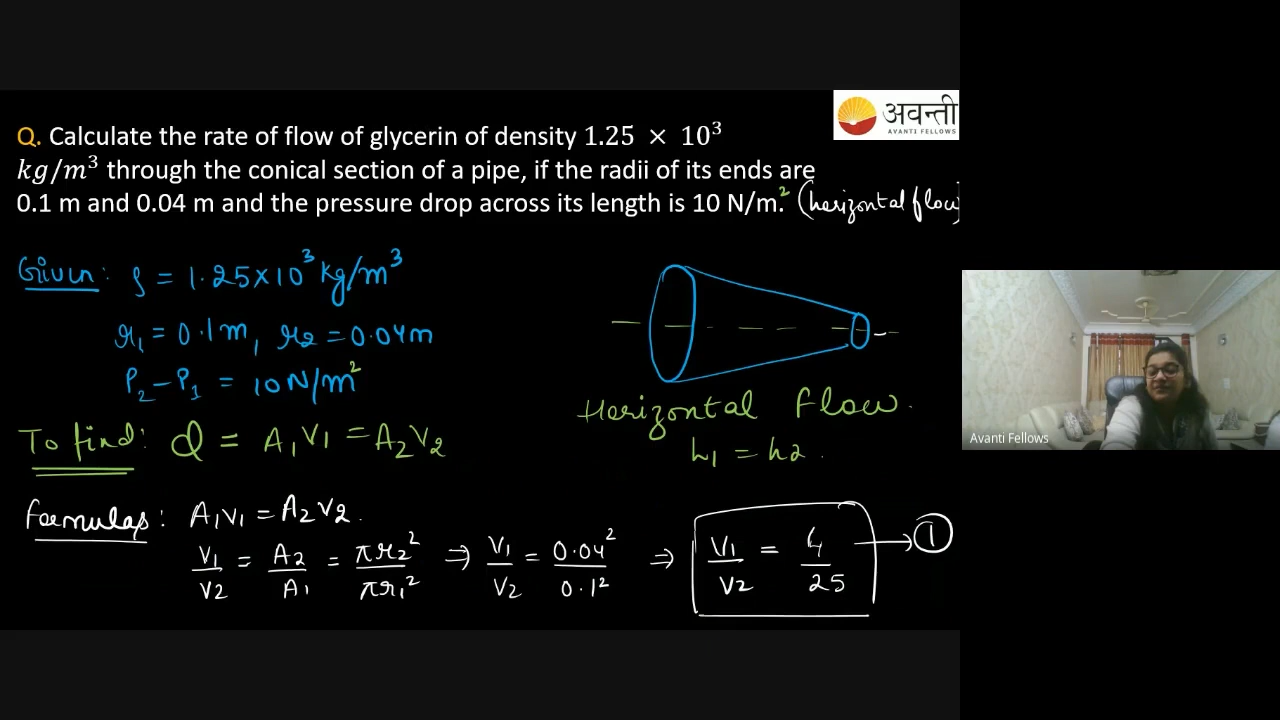 अवन्ती
AVANTI FELLOWS
Q. Calculate the rate of flow of glycerin of density 1.25 × 10³
kg/m³ through the conical section of a pipe, if the radii of its ends are
0.1 m and 0.04 m and the pressure drop across its length is 10 N/m.² (horizontal flow)
Given: ρ = 1.25×10³ kg/m³
r₁ = 0.1m, r₂ = 0.04m
P₂ - P₁ = 10N/m²
Horizontal flow.
h₁ = h₂.
To find: Q = A₁V₁ = A₂V₂
Formulas: A₁V₁ = A₂V₂.
V₁/V₂ = A₂/A₁ = πr₂²/πr₁² ⇒ V₁/V₂ = 0.04²/0.1² ⇒ V₁/V₂ = 4/25 → ①
Avanti Fellows